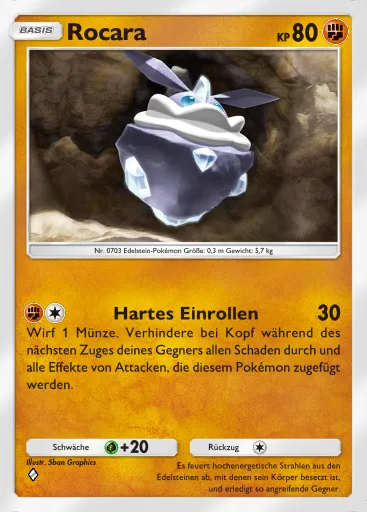 BASIS Rocara KP 80
Nr. 0703 Edelstein-Pokémon Größe: 0,3 m Gewicht: 5,7 kg
Hartes Einrollen 30
Wirf 1 Münze. Verhindere bei Kopf während des
nächsten Zuges deines Gegners allen Schaden durch und
alle Effekte von Attacken, die diesem Pokémon zugefügt
werden.
Schwäche +20 Rückzug
Illustr. 5ban Graphics
Es feuert hochenergetische Strahlen aus den
Edelsteinen ab, mit denen sein Körper besetzt ist,
und erledigt so angreifende Gegner.